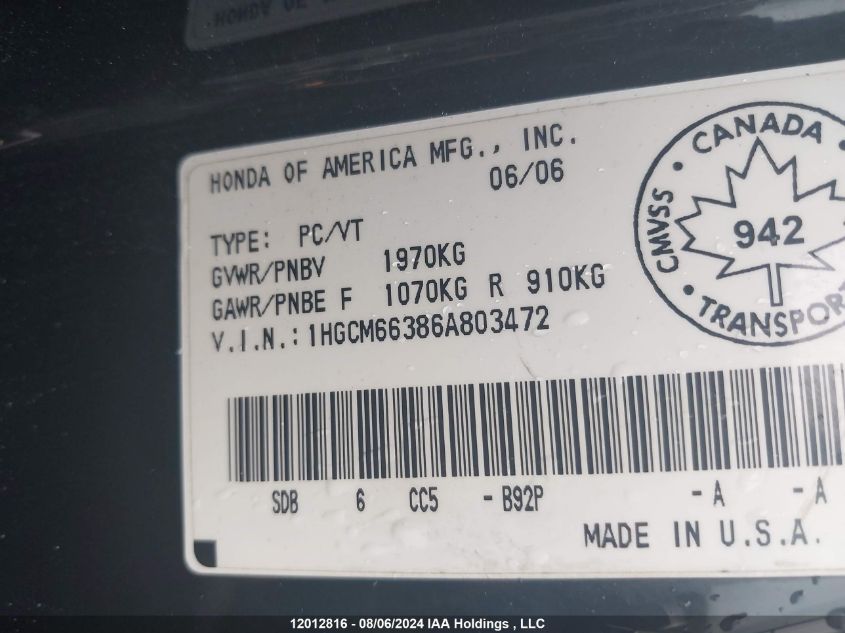 HONDA OF AMERICA MFG., INC.
06/06
TYPE: PC/VT
GVWR/PNBV 1970KG
GAWR/PNBE F 1070KG R 910KG
V.I.N.: 1HGCM66386A803472
CANADA
CMVSS
942
TRANSPOR
SDB 6 CC5 - B92P - A - A
MADE IN U.S.A.
12012816 - 08/06/2024 IAA Holdings , LLC